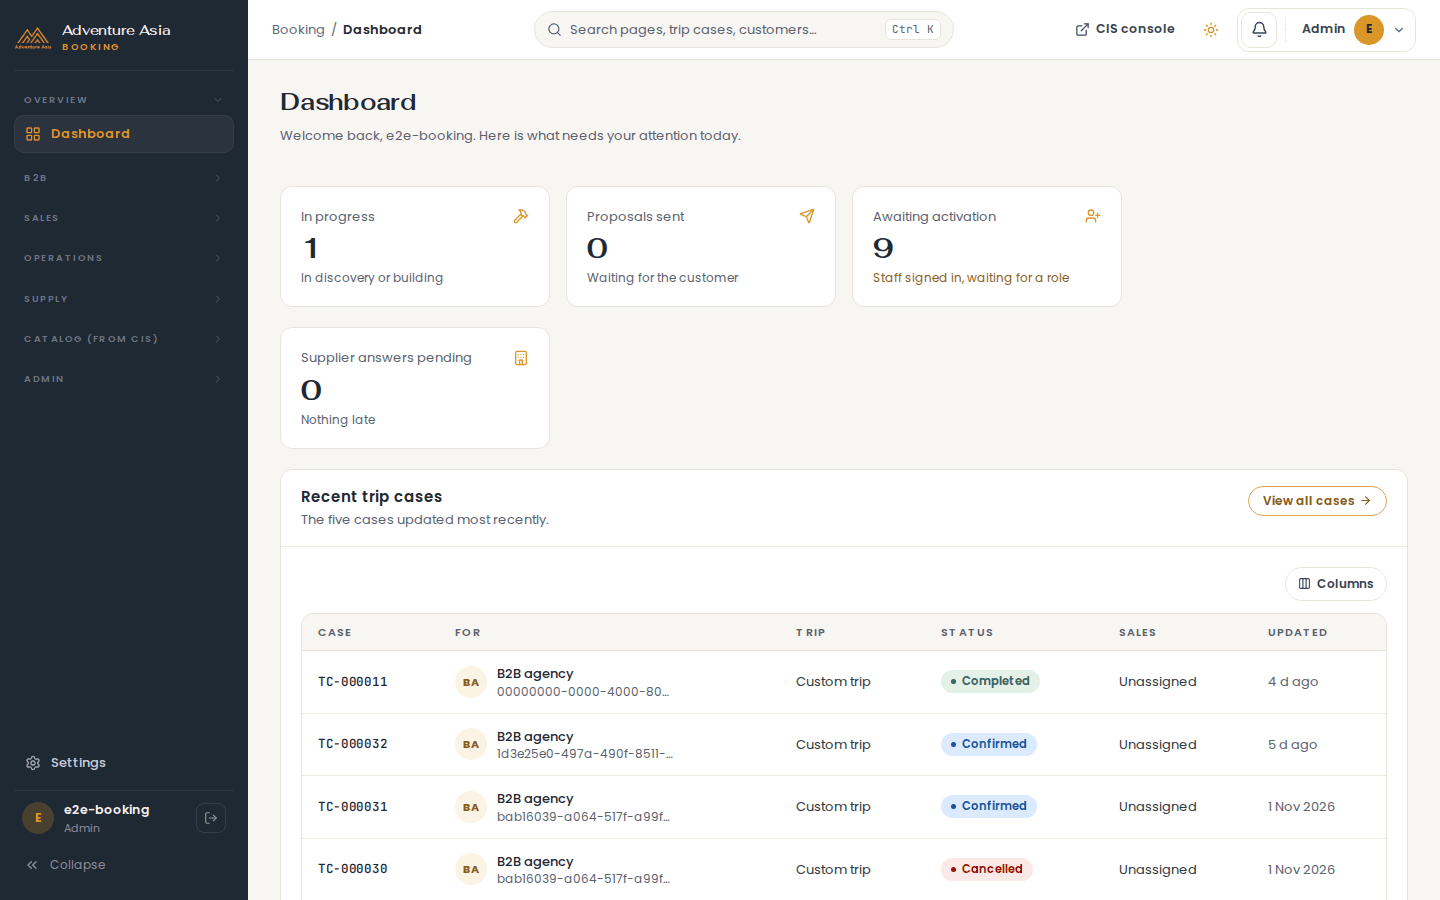 Adventure Asia
BOOKING
Adventure Asia
OVERVIEW
Dashboard
B2B
SALES
OPERATIONS
SUPPLY
CATALOG (FROM CIS)
ADMIN
Settings
E
e2e-booking
Admin
Collapse
Booking / Dashboard
Search pages, trip cases, customers...
Ctrl K
CIS console
Admin
E
Dashboard
Welcome back, e2e-booking. Here is what needs your attention today.
In progress
1
In discovery or building
Proposals sent
0
Waiting for the customer
Awaiting activation
9
Staff signed in, waiting for a role
Supplier answers pending
0
Nothing late
Recent trip cases
The five cases updated most recently.
View all cases
Columns
CASE FOR TRIP STATUS SALES UPDATED
TC-000011 BA B2B agency Custom trip Completed Unassigned 4 d ago
00000000-0000-4000-80...
TC-000032 BA B2B agency Custom trip Confirmed Unassigned 5 d ago
1d3e25e0-497a-490f-8511-...
TC-000031 BA B2B agency Custom trip Confirmed Unassigned 1 Nov 2026
bab16039-a064-517f-a99f...
TC-000030 BA B2B agency Custom trip Cancelled Unassigned 1 Nov 2026
bab16039-a064-517f-a99f...